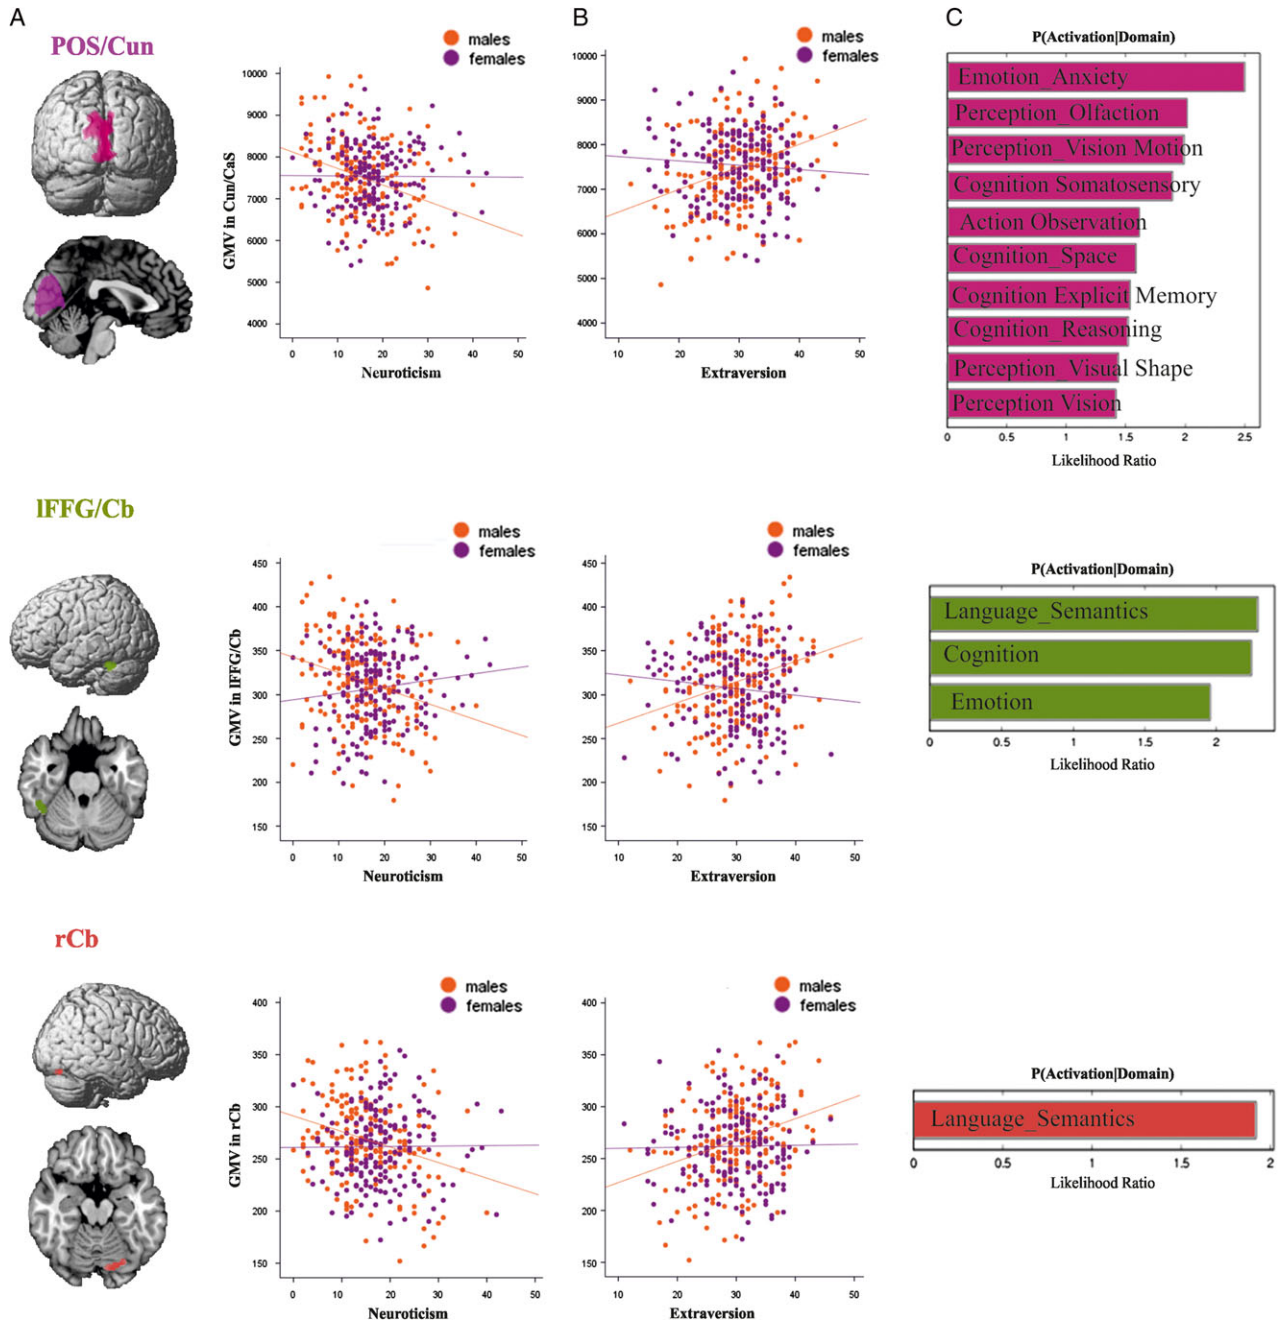 A
B
C
POS/Cun
males
females
10000
9000
8000
7000
6000
5000
4000
GMV in Cun/CaS
0 10 20 30 40 50
Neuroticism
males
females
10000
9000
8000
7000
6000
5000
4000
10 20 30 40 50
Extraversion
P(Activation|Domain)
Emotion_Anxiety
Perception_Olfaction
Perception_Vision Motion
Cognition Somatosensory
Action Observation
Cognition_Space
Cognition Explicit Memory
Cognition_Reasoning
Perception_Visual Shape
Perception Vision
0 0.5 1 1.5 2 2.5
Likelihood Ratio
lFFG/Cb
males
females
450
400
350
300
250
200
150
GMV in lFFG/Cb
0 10 20 30 40 50
Neuroticism
males
females
450
400
350
300
250
200
150
10 20 30 40 50
Extraversion
P(Activation|Domain)
Language_Semantics
Cognition
Emotion
0 0.5 1 1.5 2
Likelihood Ratio
rCb
males
females
400
350
300
250
200
150
GMV in rCb
0 10 20 30 40 50
Neuroticism
males
females
400
350
300
250
200
150
10 20 30 40 50
Extraversion
P(Activation|Domain)
Language_Semantics
0 0.5 1 1.5 2
Likelihood Ratio